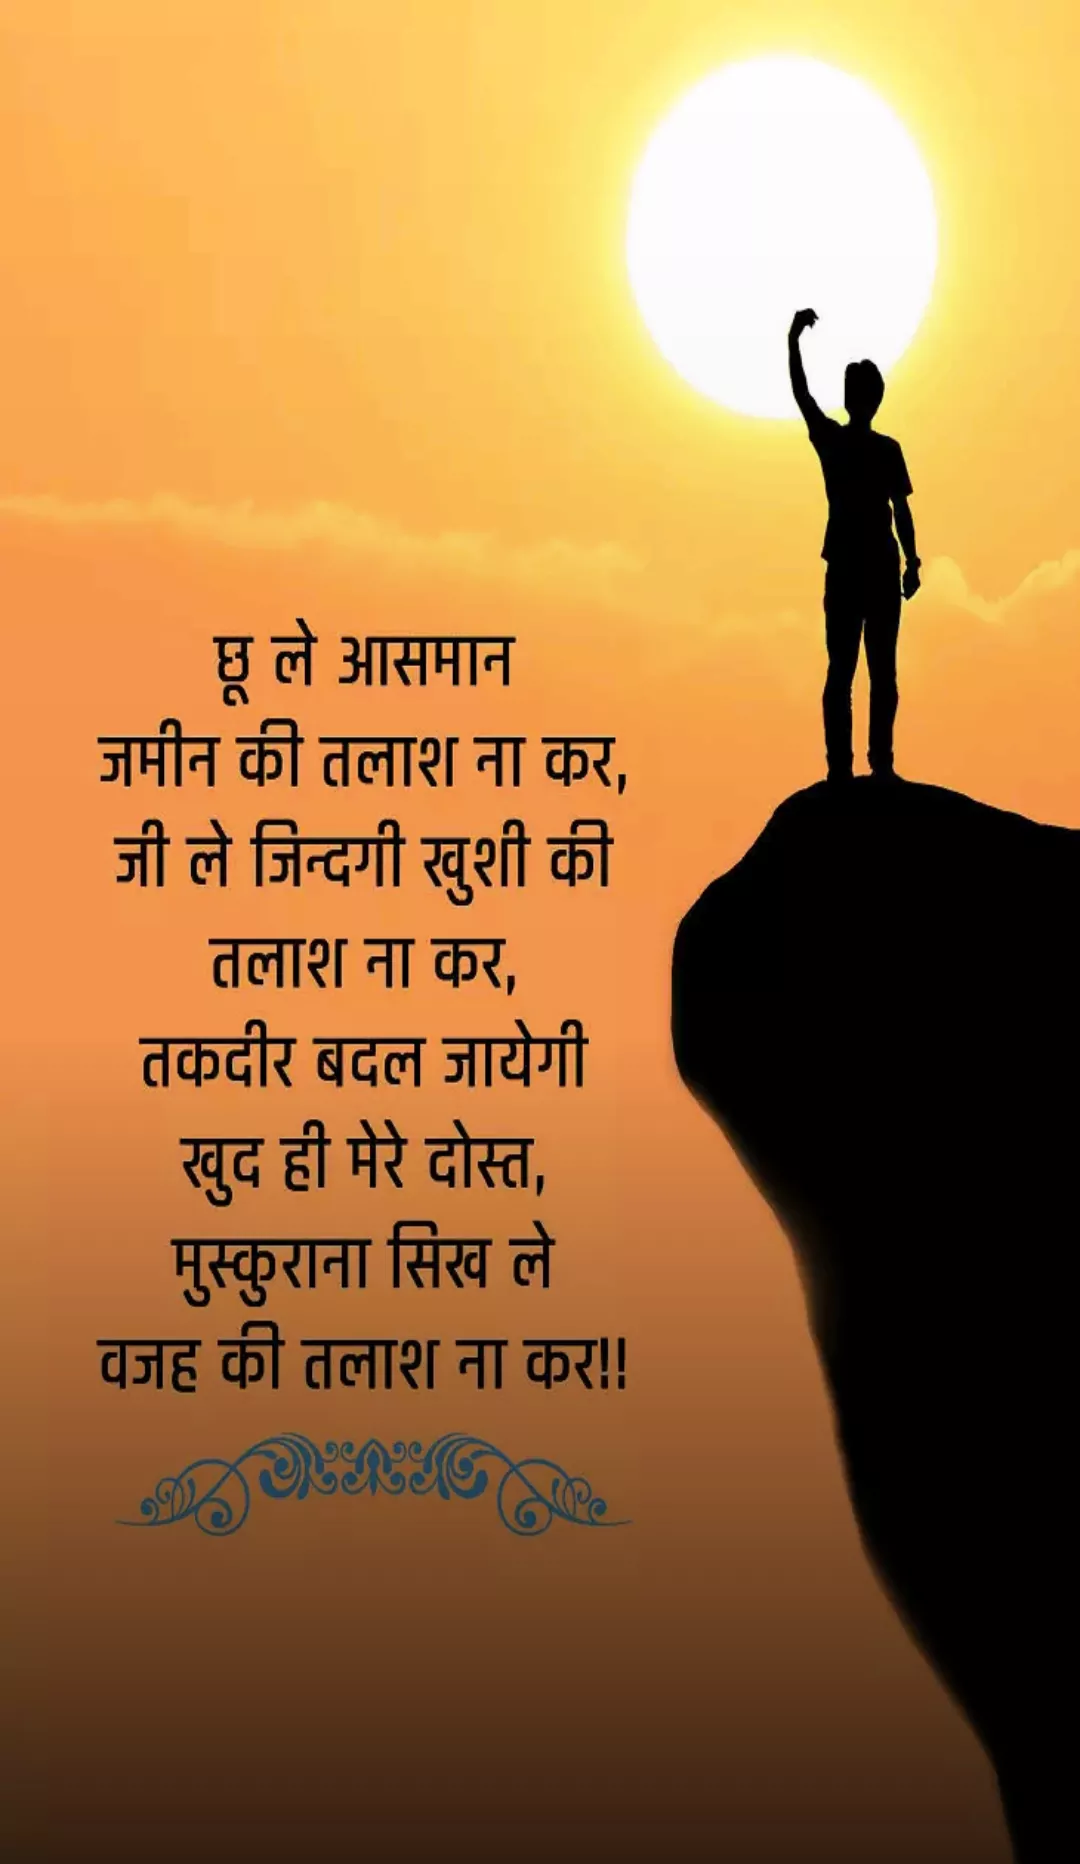 छू ले आसमान
जमीन की तलाश ना कर,
जी ले जिन्दगी खुशी की
तलाश ना कर,
तकदीर बदल जायेगी
खुद ही मेरे दोस्त,
मुस्कुराना सिख ले
वजह की तलाश ना कर!!